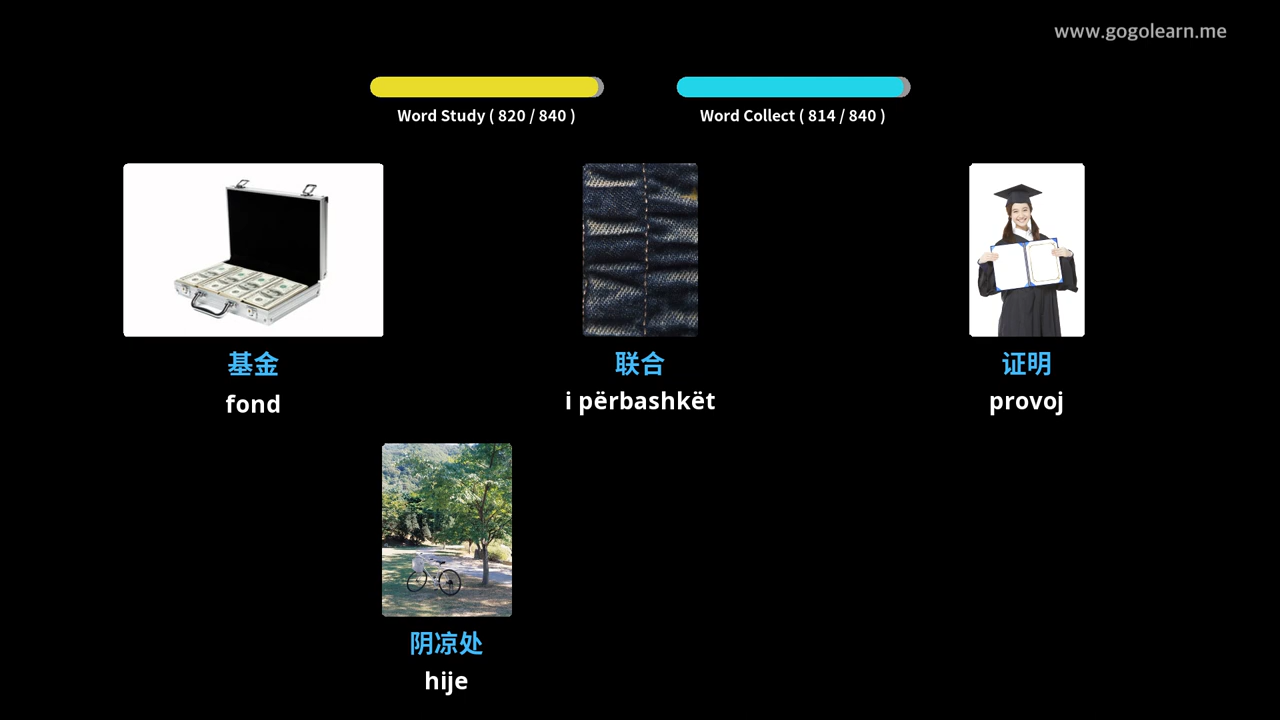 www.gogolearn.me
Word Study ( 820 / 840 )
Word Collect ( 814 / 840 )
基金
fond
联合
i përbashkët
证明
provoj
阴凉处
hije